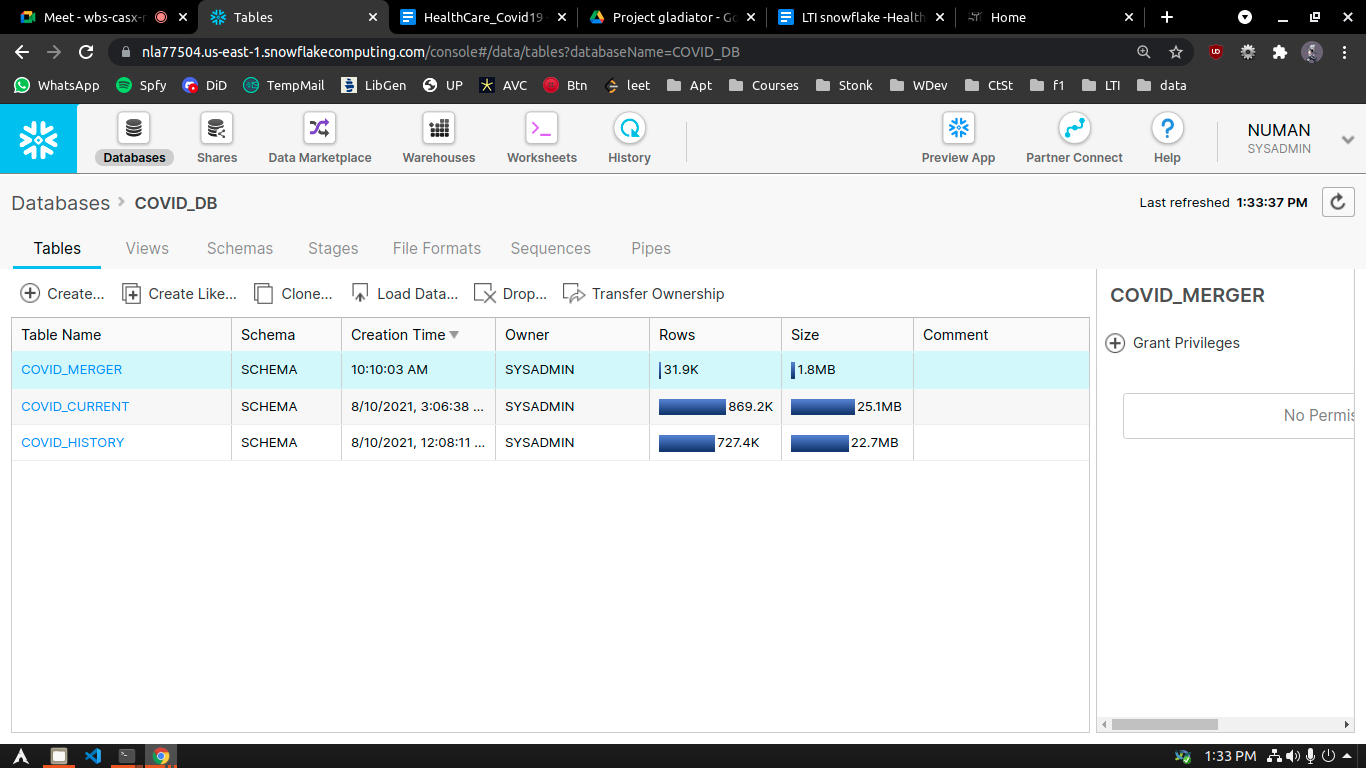 Meet - wbs-casx-r
Tables
HealthCare_Covid19
Project gladiator - Go
LTI snowflake -Health
Home
nla77504.us-east-1.snowflakecomputing.com/console#/data/tables?databaseName=COVID_DB
WhatsApp Spfy DiD TempMail LibGen UP AVC Btn leet Apt Courses Stonk WDev CtSt f1 LTI data
Databases Shares Data Marketplace Warehouses Worksheets History Preview App Partner Connect Help
NUMAN
SYSADMIN
Databases > COVID_DB
Last refreshed 1:33:37 PM
Tables Views Schemas Stages File Formats Sequences Pipes
Create... Create Like... Clone... Load Data... Drop... Transfer Ownership
Table Name Schema Creation Time Owner Rows Size Comment
COVID_MERGER SCHEMA 10:10:03 AM SYSADMIN 31.9K 1.8MB
COVID_CURRENT SCHEMA 8/10/2021, 3:06:38 ... SYSADMIN 869.2K 25.1MB
COVID_HISTORY SCHEMA 8/10/2021, 12:08:11 ... SYSADMIN 727.4K 22.7MB
COVID_MERGER
Grant Privileges
No Permis
1:33 PM